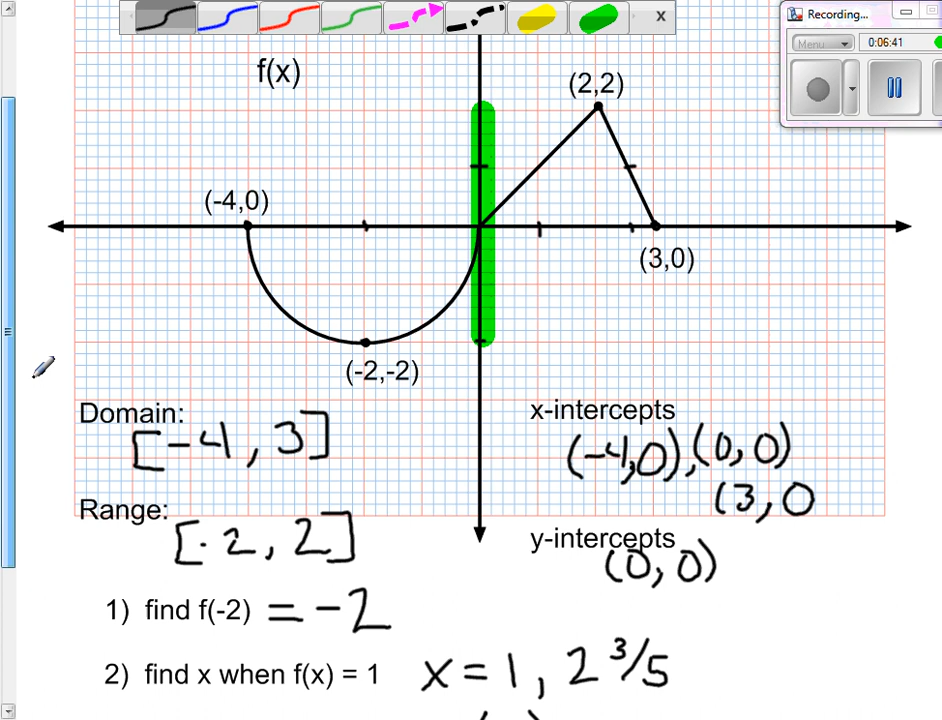 x
Recording...
Menu
0:06:41
f(x)
(2,2)
(-4,0)
(3,0)
(-2,-2)
Domain:
[-4, 3]
x-intercepts
(-4,0), (0, 0)
(3, 0
Range:
[-2, 2]
y-intercepts
(0, 0)
1) find f(-2) = -2
2) find x when f(x) = 1 x = 1, 2 3/5